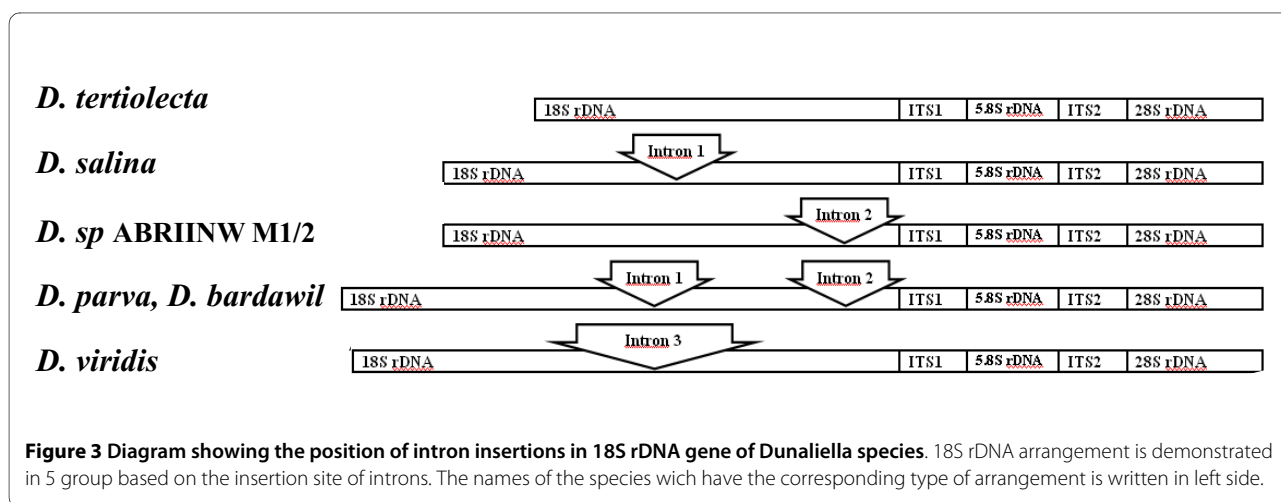 D. tertiolecta
18S rDNA ITS1 5.8S rDNA ITS2 28S rDNA
Intron 1
D. salina
18S rDNA ITS1 5.8S rDNA ITS2 28S rDNA
Intron 2
D. sp ABRIINW M1/2
18S rDNA ITS1 5.8S rDNA ITS2 28S rDNA
Intron 1 Intron 2
D. parva, D. bardawil
18S rDNA ITS1 5.8S rDNA ITS2 28S rDNA
Intron 3
D. viridis
18S rDNA ITS1 5.8S rDNA ITS2 28S rDNA
Figure 3 Diagram showing the position of intron insertions in 18S rDNA gene of Dunaliella species. 18S rDNA arrangement is demonstrated
in 5 group based on the insertion site of introns. The names of the species wich have the corresponding type of arrangement is written in left side.